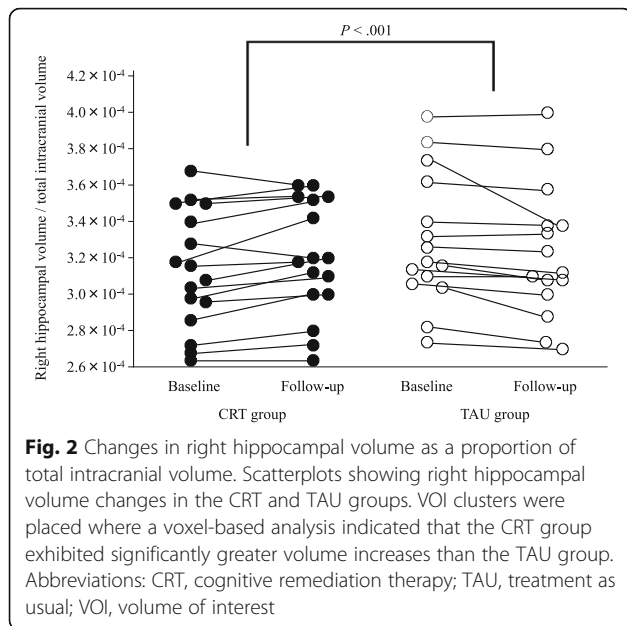 P < .001
Right hippocampal volume / total intracranial volume
4.2 × 10⁻⁴
4.0 × 10⁻⁴
3.8 × 10⁻⁴
3.6 × 10⁻⁴
3.4 × 10⁻⁴
3.2 × 10⁻⁴
3.0 × 10⁻⁴
2.8 × 10⁻⁴
2.6 × 10⁻⁴
Baseline Follow-up Baseline Follow-up
CRT group TAU group
Fig. 2 Changes in right hippocampal volume as a proportion of
total intracranial volume. Scatterplots showing right hippocampal
volume changes in the CRT and TAU groups. VOI clusters were
placed where a voxel-based analysis indicated that the CRT group
exhibited significantly greater volume increases than the TAU group.
Abbreviations: CRT, cognitive remediation therapy; TAU, treatment as
usual; VOI, volume of interest